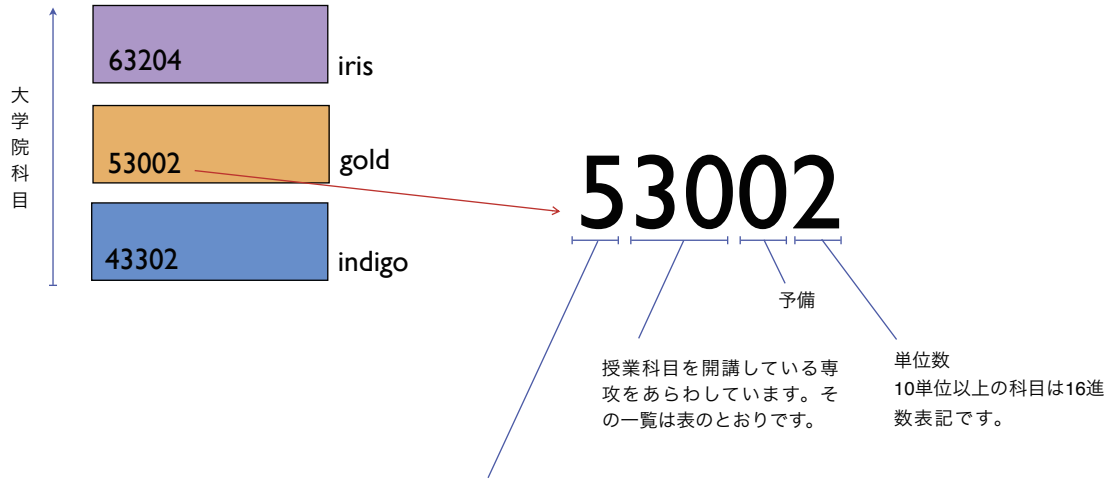 大学院科目
63204
iris
53002
gold
43302
indigo
53002
予備
授業科目を開講している専
攻をあらわしています。そ
の一覧は表のとおりです。
単位数
10単位以上の科目は16進
数表記です。